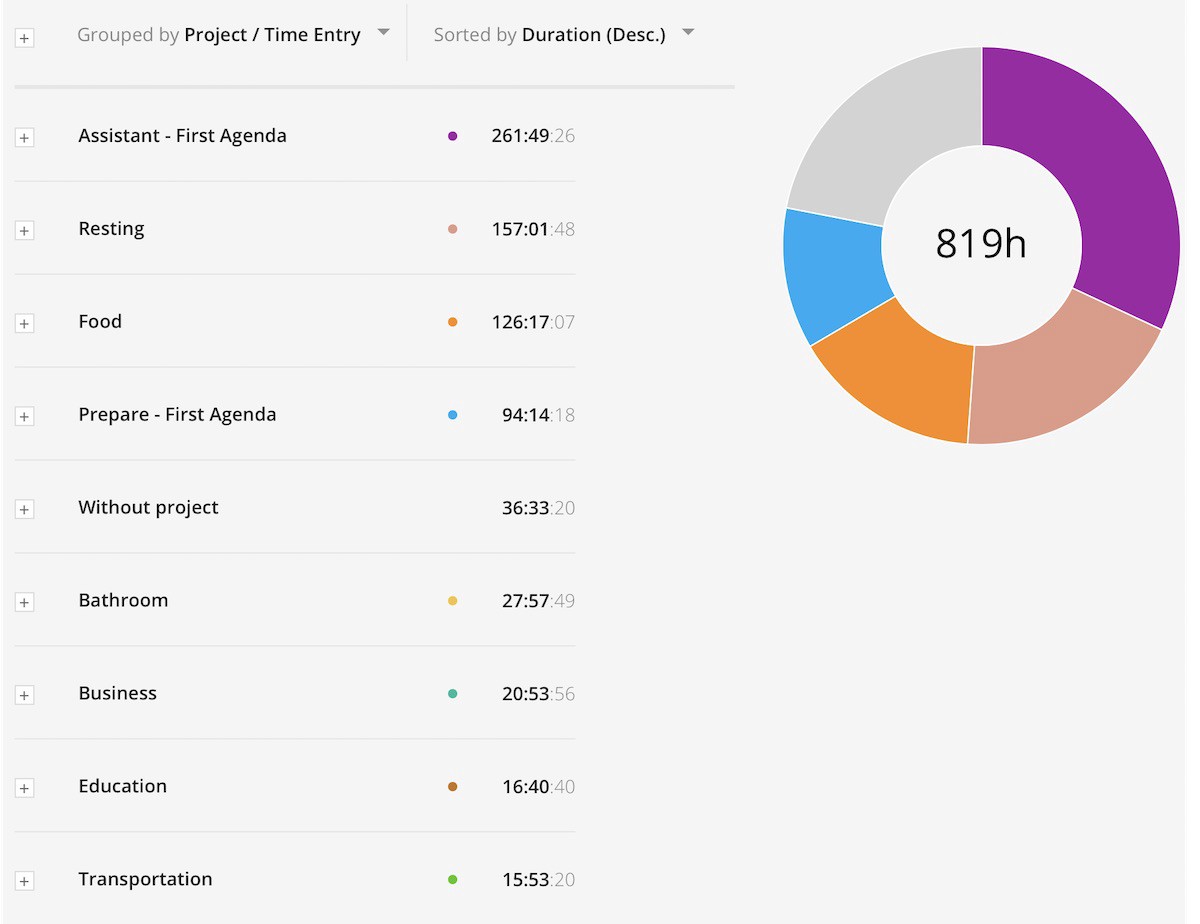 Grouped by Project / Time Entry Sorted by Duration (Desc.)
Assistant - First Agenda 261:49:26
Resting 157:01:48
819h
Food 126:17:07
Prepare - First Agenda 94:14:18
Without project 36:33:20
Bathroom 27:57:49
Business 20:53:56
Education 16:40:40
Transportation 15:53:20